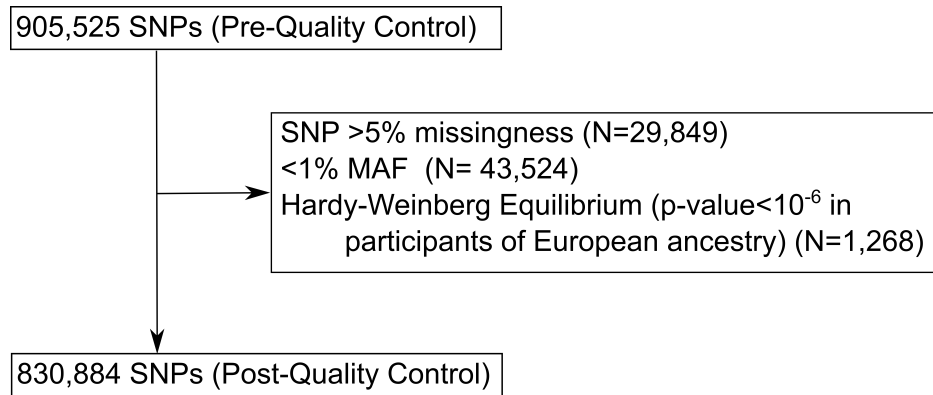 905,525 SNPs (Pre-Quality Control)
SNP >5% missingness (N=29,849)
<1% MAF (N= 43,524)
Hardy-Weinberg Equilibrium (p-value<10⁻⁶ in
participants of European ancestry) (N=1,268)
830,884 SNPs (Post-Quality Control)